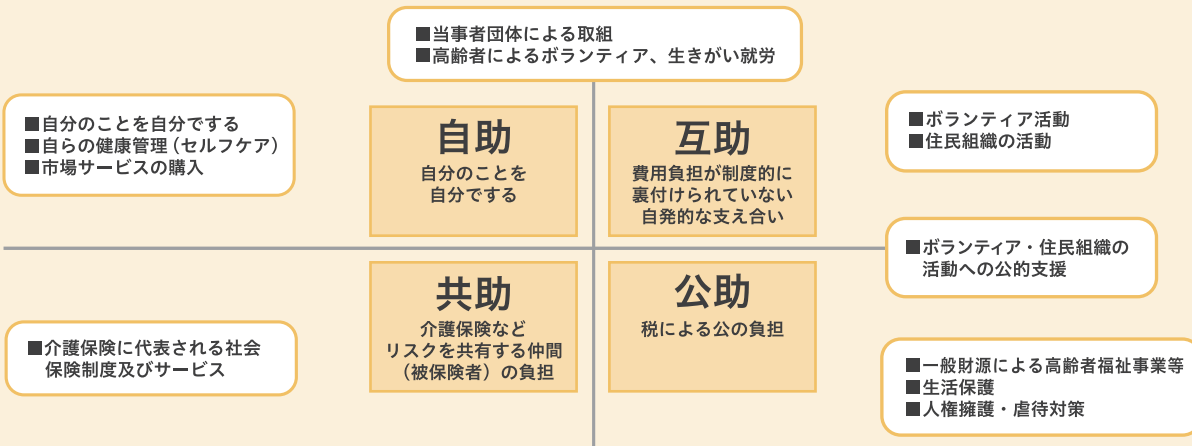 ■当事者団体による取組
■高齢者によるボランティア、生きがい就労
■自分のことを自分でする
■自らの健康管理（セルフケア）
■市場サービスの購入
自助
自分のことを
自分でする
互助
費用負担が制度的に
裏付けられていない
自発的な支え合い
■ボランティア活動
■住民組織の活動
■ボランティア・住民組織の
活動への公的支援
共助
介護保険など
リスクを共有する仲間
（被保険者）の負担
公助
税による公の負担
■介護保険に代表される社会
保険制度及びサービス
■一般財源による高齢者福祉事業等
■生活保護
■人権擁護・虐待対策